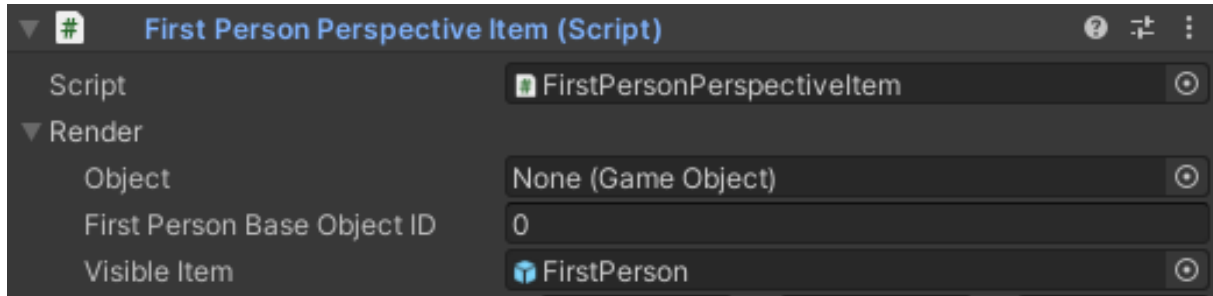 First Person Perspective Item (Script)
Script FirstPersonPerspectiveItem
Render
Object None (Game Object)
First Person Base Object ID 0
Visible Item FirstPerson